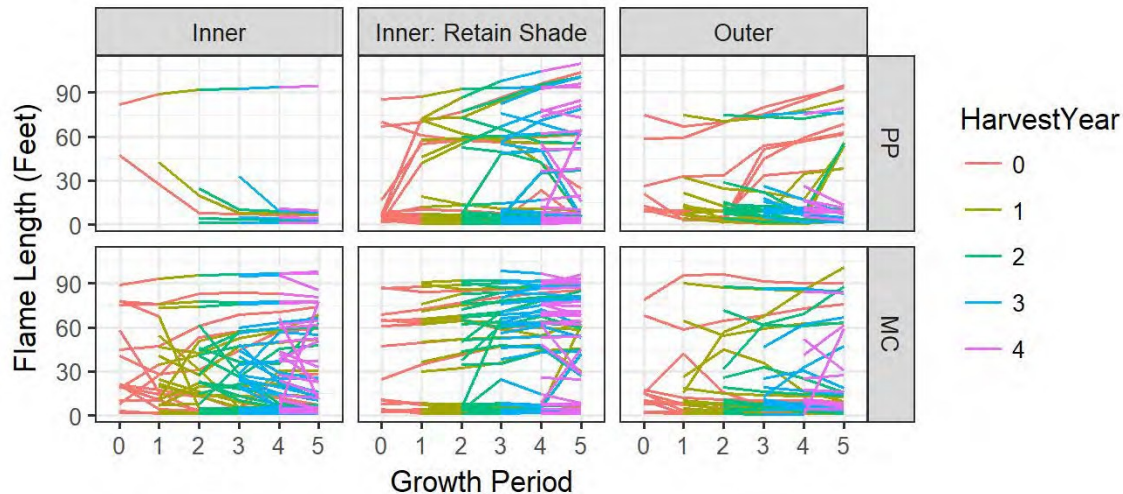 Inner
Inner: Retain Shade
Outer
90
60
30
0
PP
90
60
30
0
MC
0 1 2 3 4 5
0 1 2 3 4 5
0 1 2 3 4 5
Flame Length (Feet)
Growth Period
HarvestYear
0
1
2
3
4